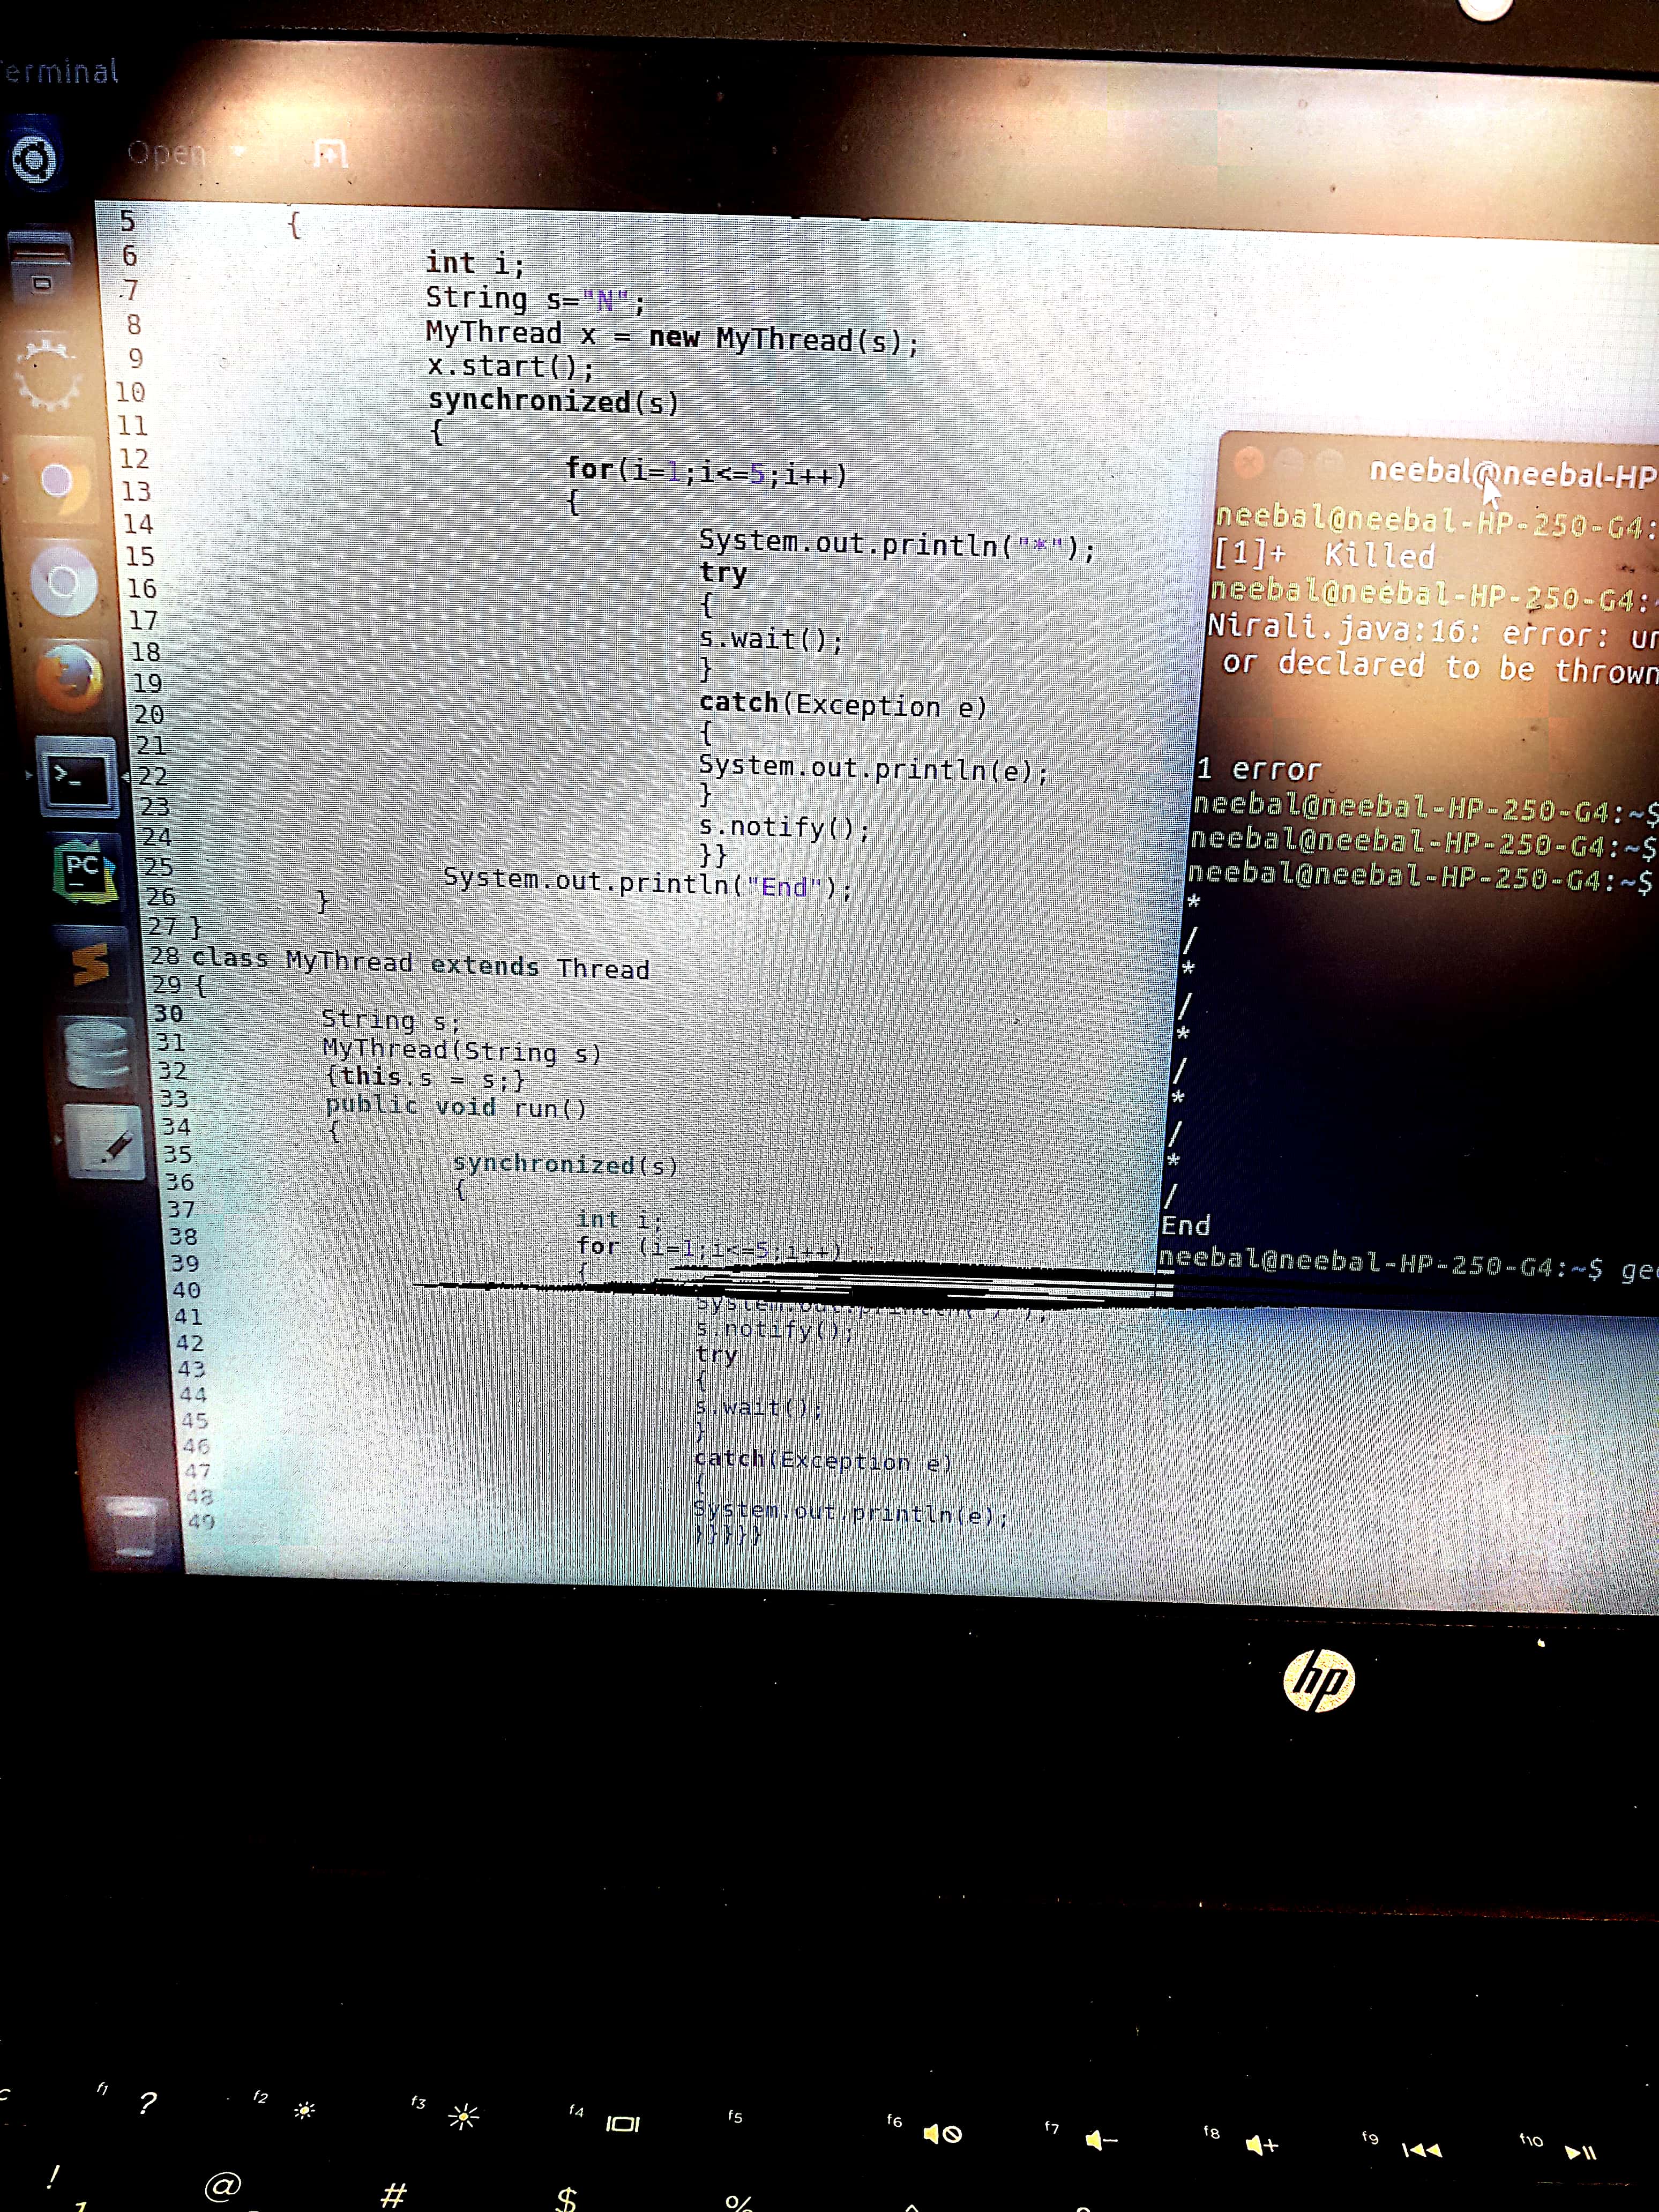 erminal
Open
5 {
6 int i;
7 String s="N";
8 MyThread x = new MyThread(s);
9 x.start();
10 synchronized(s)
11 {
12 for(i=1;i<=5;i++)
13 {
14 System.out.println("*");
15 try
16 {
17 s.wait();
18 }
19 catch(Exception e)
20 {
21 System.out.println(e);
22 }
23 s.notify();
24 }}
25 System.out.println("End");
26 }
27 }
28 class MyThread extends Thread
29 {
30 String s;
31 MyThread(String s)
32 {this.s = s;}
33 public void run()
34 {
35 synchronized(s)
36 {
37 int i;
38 for (i=1;i<=5;i++)
39 {
40
41 s.notify();
42 try
43 {
44 s.wait();
45 }
46 catch(Exception e)
47 {
48 System.out.println(e);
49 }}}}}
neebal@neebal-HP
neebal@neebal-HP-250-G4:
[1]+ Killed
neebal@neebal-HP-250-G4:
Nirali.java:16: error: ur
or declared to be thrown
1 error
neebal@neebal-HP-250-G4:~$
neebal@neebal-HP-250-G4:~$
neebal@neebal-HP-250-G4:~$
*
/
*
/
*
/
*
/
*
/
End
neebal@neebal-HP-250-G4:~$ ge
PC
hp
f1 ? f2 f3 f4 f5 f6 f7 f8 f9 f10
! @ # $ %